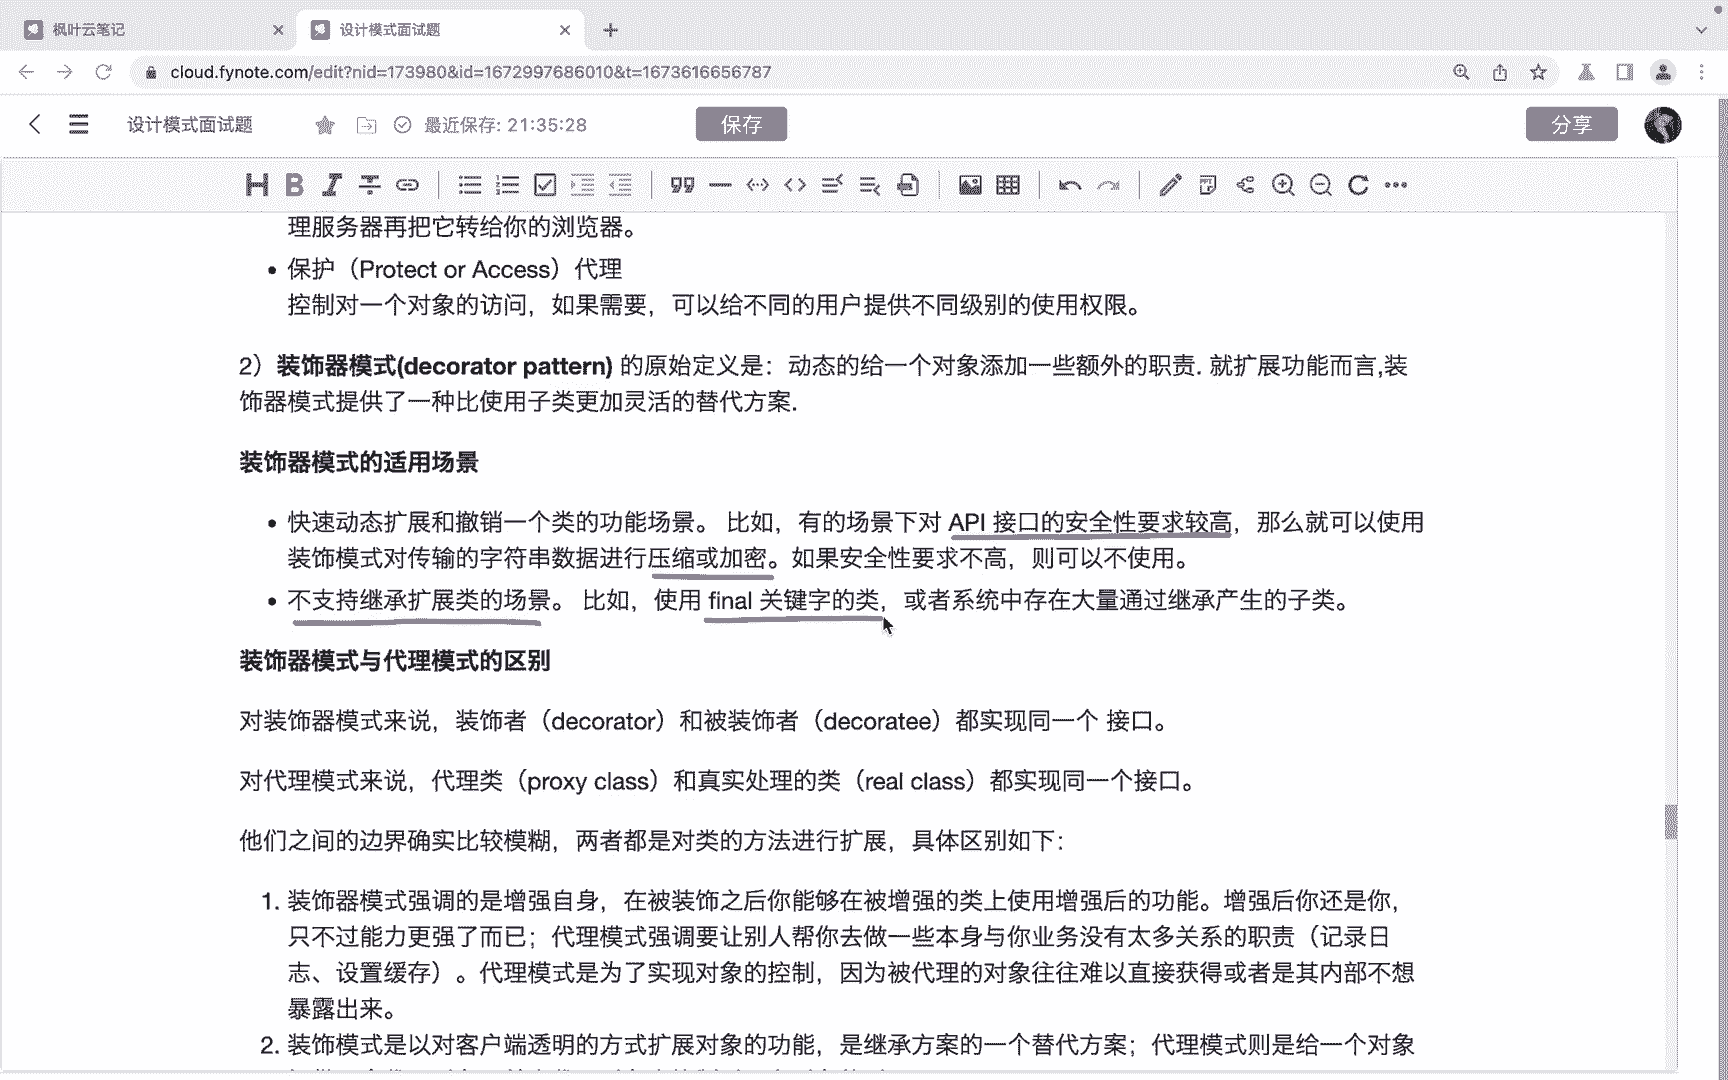 枫叶云笔记
设计模式面试题
cloud.fynote.com/edit?nid=173980&id=1672997686010&t=1673616656787
设计模式面试题
最近保存: 21:35:28
保存
分享
理服务器再把它转给你的浏览器。
保护（Protect or Access）代理
控制对一个对象的访问，如果需要，可以给不同的用户提供不同级别的使用权限。
2）装饰器模式(decorator pattern) 的原始定义是：动态的给一个对象添加一些额外的职责. 就扩展功能而言,装
饰器模式提供了一种比使用子类更加灵活的替代方案.
装饰器模式的适用场景
快速动态扩展和撤销一个类的功能场景。 比如，有的场景下对 API 接口的安全性要求较高，那么就可以使用
装饰模式对传输的字符串数据进行压缩或加密。如果安全性要求不高，则可以不使用。
不支持继承扩展类的场景。 比如，使用 final 关键字的类，或者系统中存在大量通过继承产生的子类。
装饰器模式与代理模式的区别
对装饰器模式来说，装饰者（decorator）和被装饰者（decoratee）都实现同一个 接口。
对代理模式来说，代理类（proxy class）和真实处理的类（real class）都实现同一个接口。
他们之间的边界确实比较模糊，两者都是对类的方法进行扩展，具体区别如下：
1. 装饰器模式强调的是增强自身，在被装饰之后你能够在被增强的类上使用增强后的功能。增强后你还是你，
只不过能力更强了而已；代理模式强调要让别人帮你去做一些本身与你业务没有太多关系的职责（记录日
志、设置缓存）。代理模式是为了实现对象的控制，因为被代理的对象往往难以直接获得或者是其内部不想
暴露出来。
2. 装饰模式是以对客户端透明的方式扩展对象的功能，是继承方案的一个替代方案；代理模式则是给一个对象